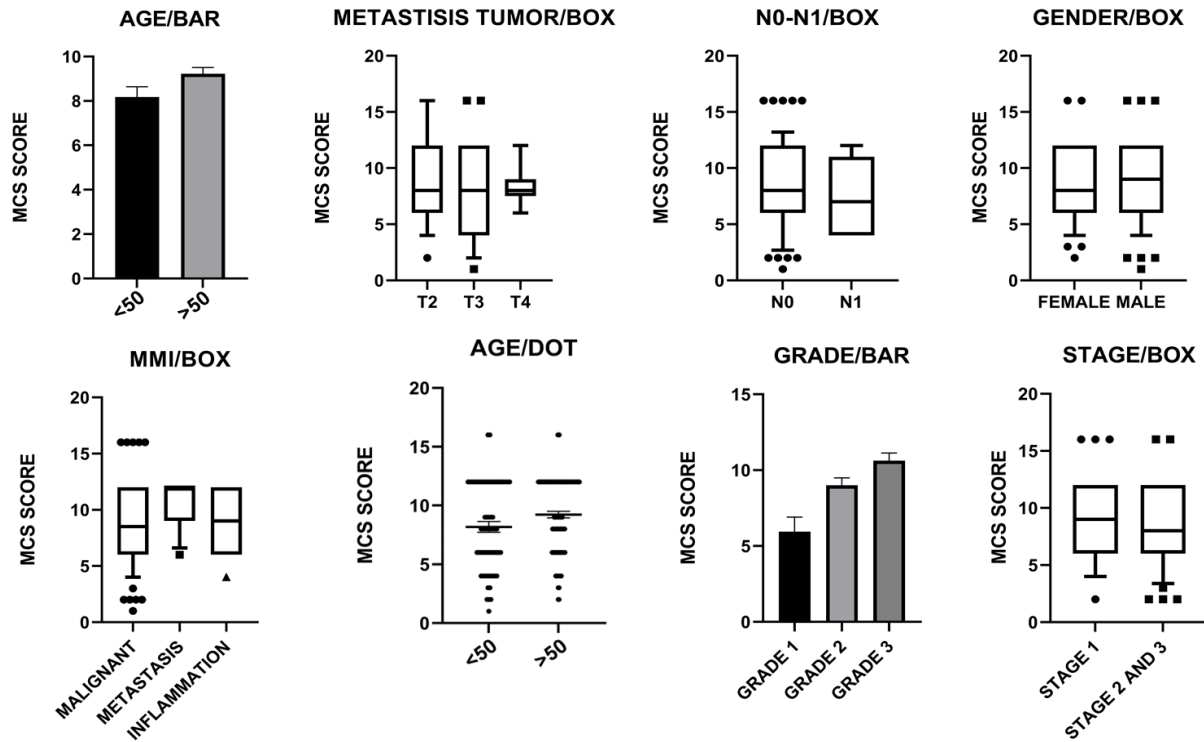 AGE/BAR
MCS SCORE
10
8
6
4
2
0
<50
>50
METASTISIS TUMOR/BOX
MCS SCORE
20
15
10
5
0
T2 T3 T4
N0-N1/BOX
MCS SCORE
20
15
10
5
0
N0 N1
GENDER/BOX
MCS SCORE
20
15
10
5
0
FEMALE MALE
MMI/BOX
MCS SCORE
20
15
10
5
0
MALIGNANT
METASTASIS
INFLAMMATION
AGE/DOT
MCS SCORE
20
15
10
5
0
<50
>50
GRADE/BAR
MCS SCORE
15
10
5
0
GRADE 1
GRADE 2
GRADE 3
STAGE/BOX
MCS SCORE
20
15
10
5
0
STAGE 1
STAGE 2 AND 3